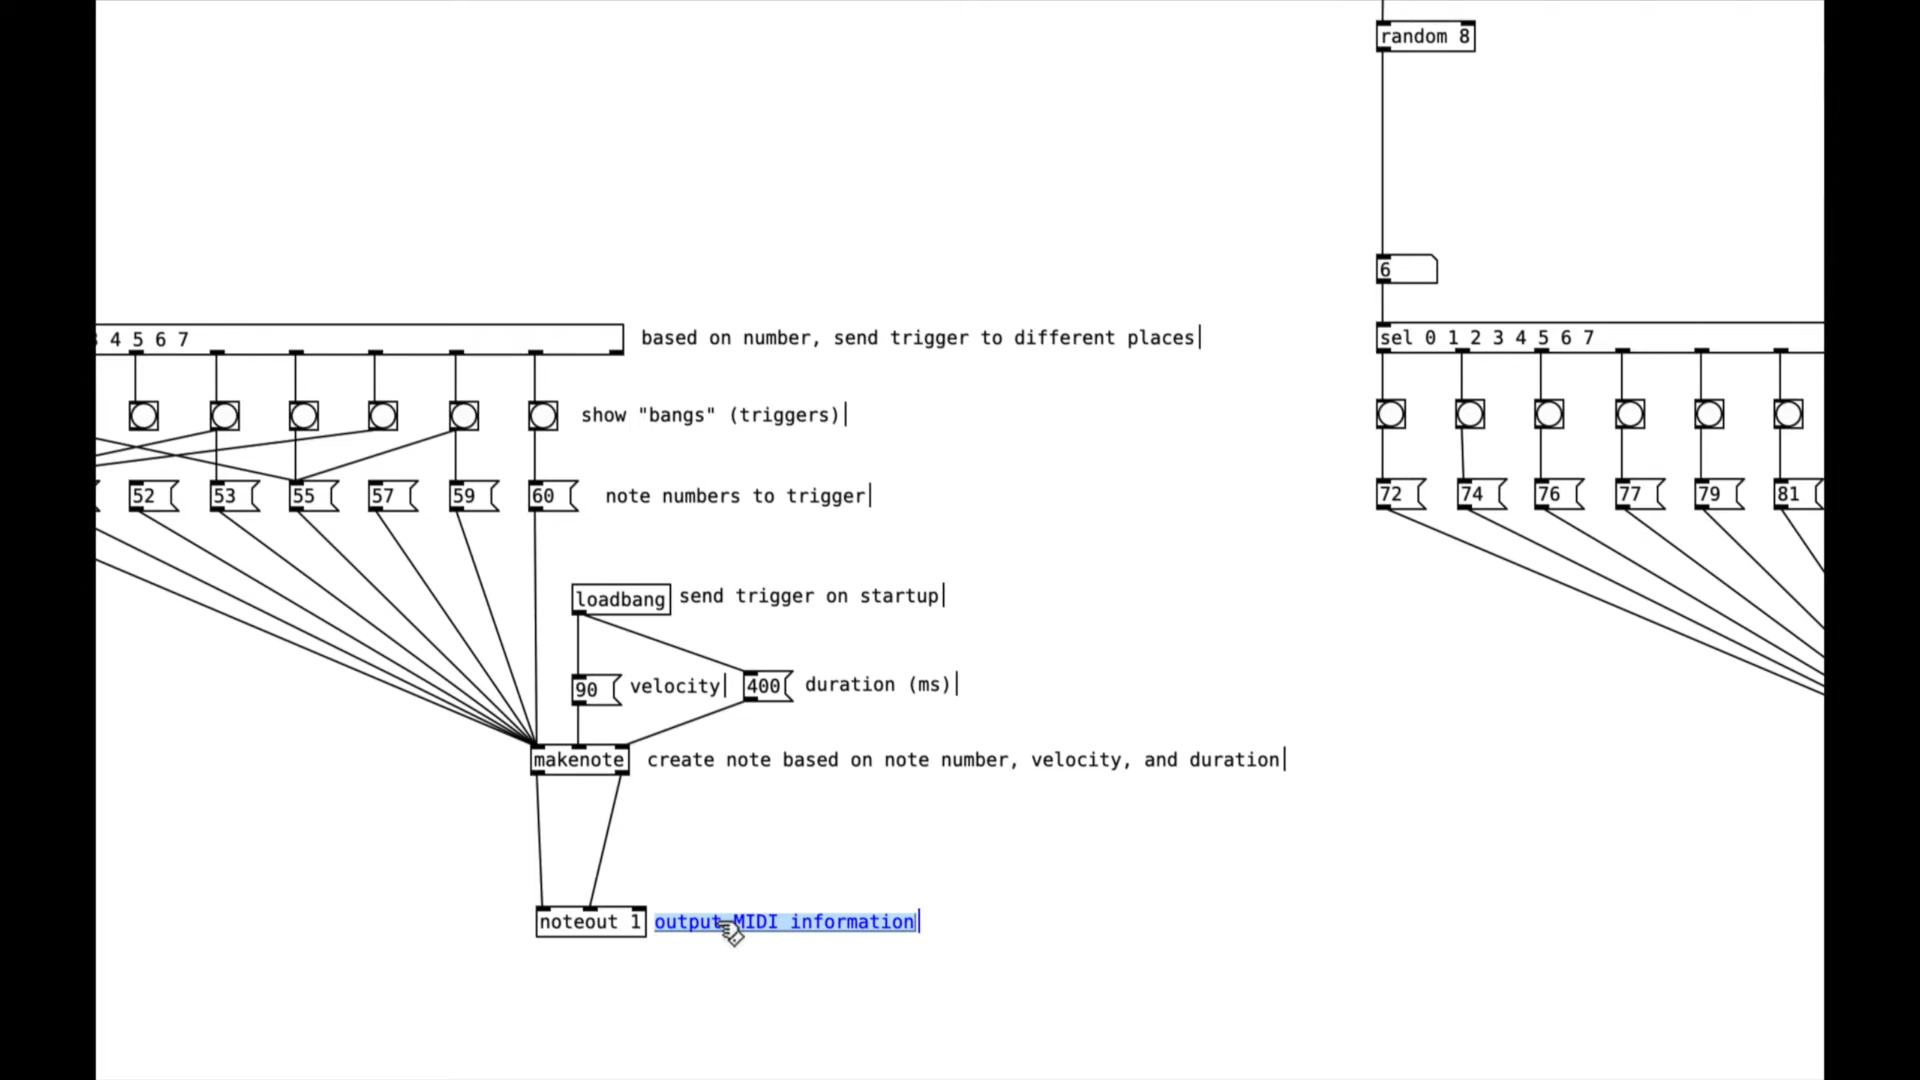 random 8
6
4 5 6 7
based on number, send trigger to different places
sel 0 1 2 3 4 5 6 7
show "bangs" (triggers)
52 53 55 57 59 60
note numbers to trigger
72 74 76 77 79 81
loadbang
send trigger on startup
90
velocity
400
duration (ms)
makenote
create note based on note number, velocity, and duration
noteout 1
output MIDI information